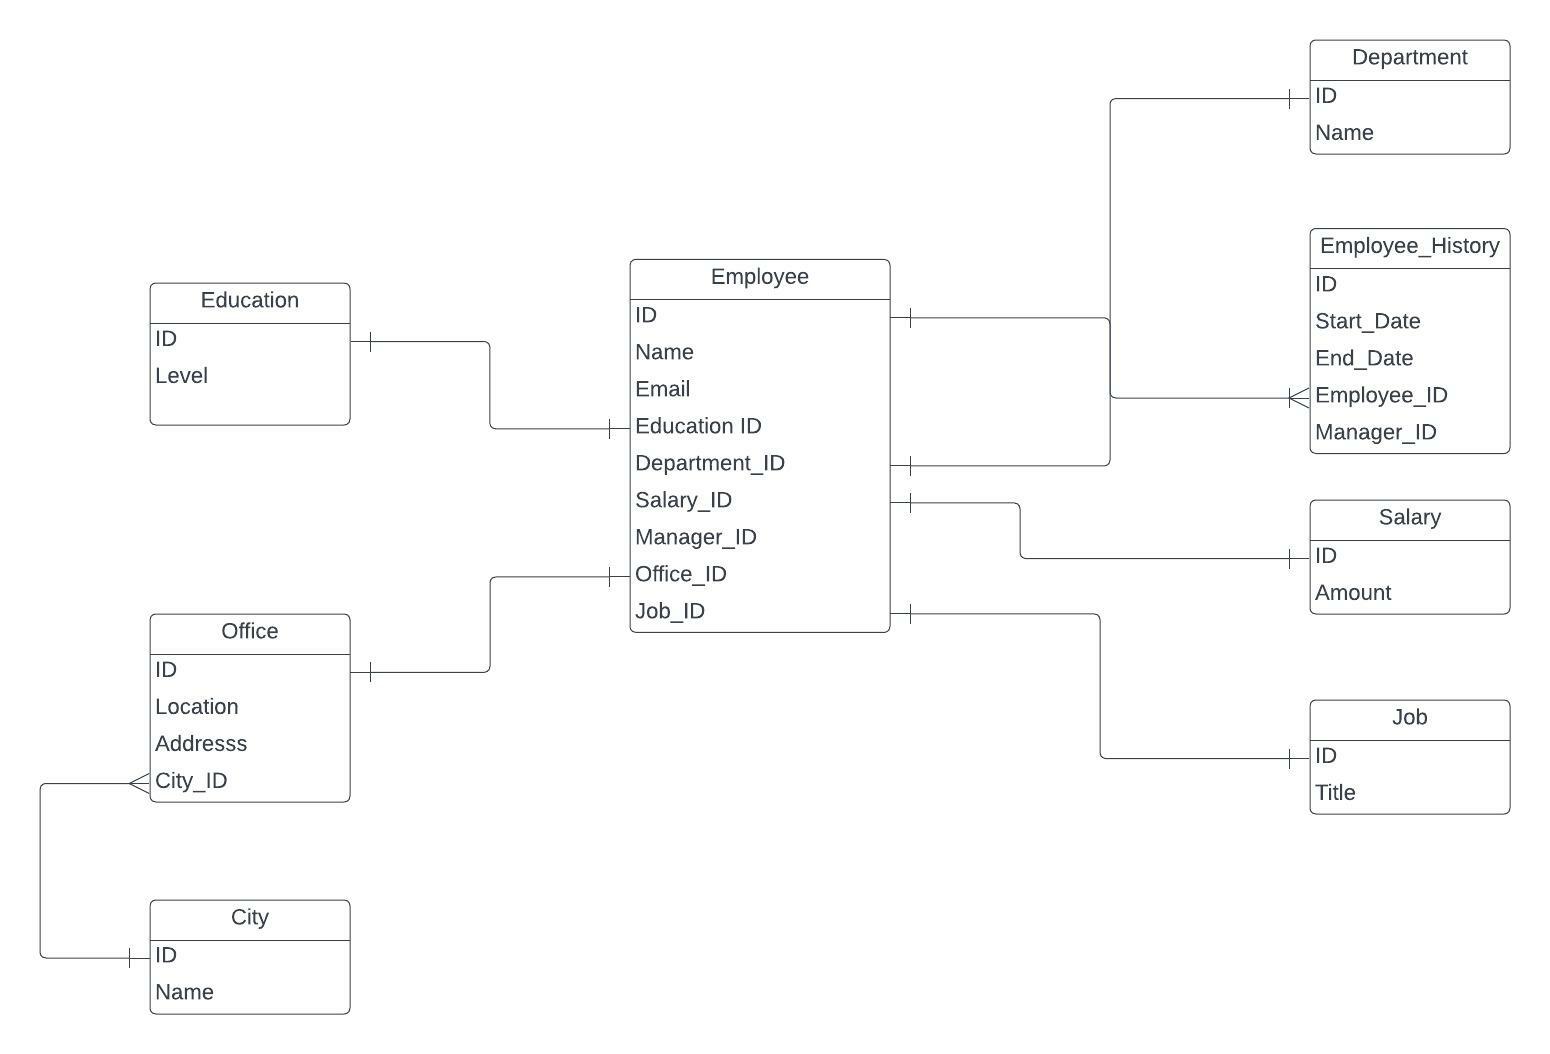 Department
ID
Name
Employee_History
ID
Start_Date
End_Date
Employee_ID
Manager_ID
Employee
ID
Name
Email
Education ID
Department_ID
Salary_ID
Manager_ID
Office_ID
Job_ID
Education
ID
Level
Salary
ID
Amount
Office
ID
Location
Addresss
City_ID
Job
ID
Title
City
ID
Name